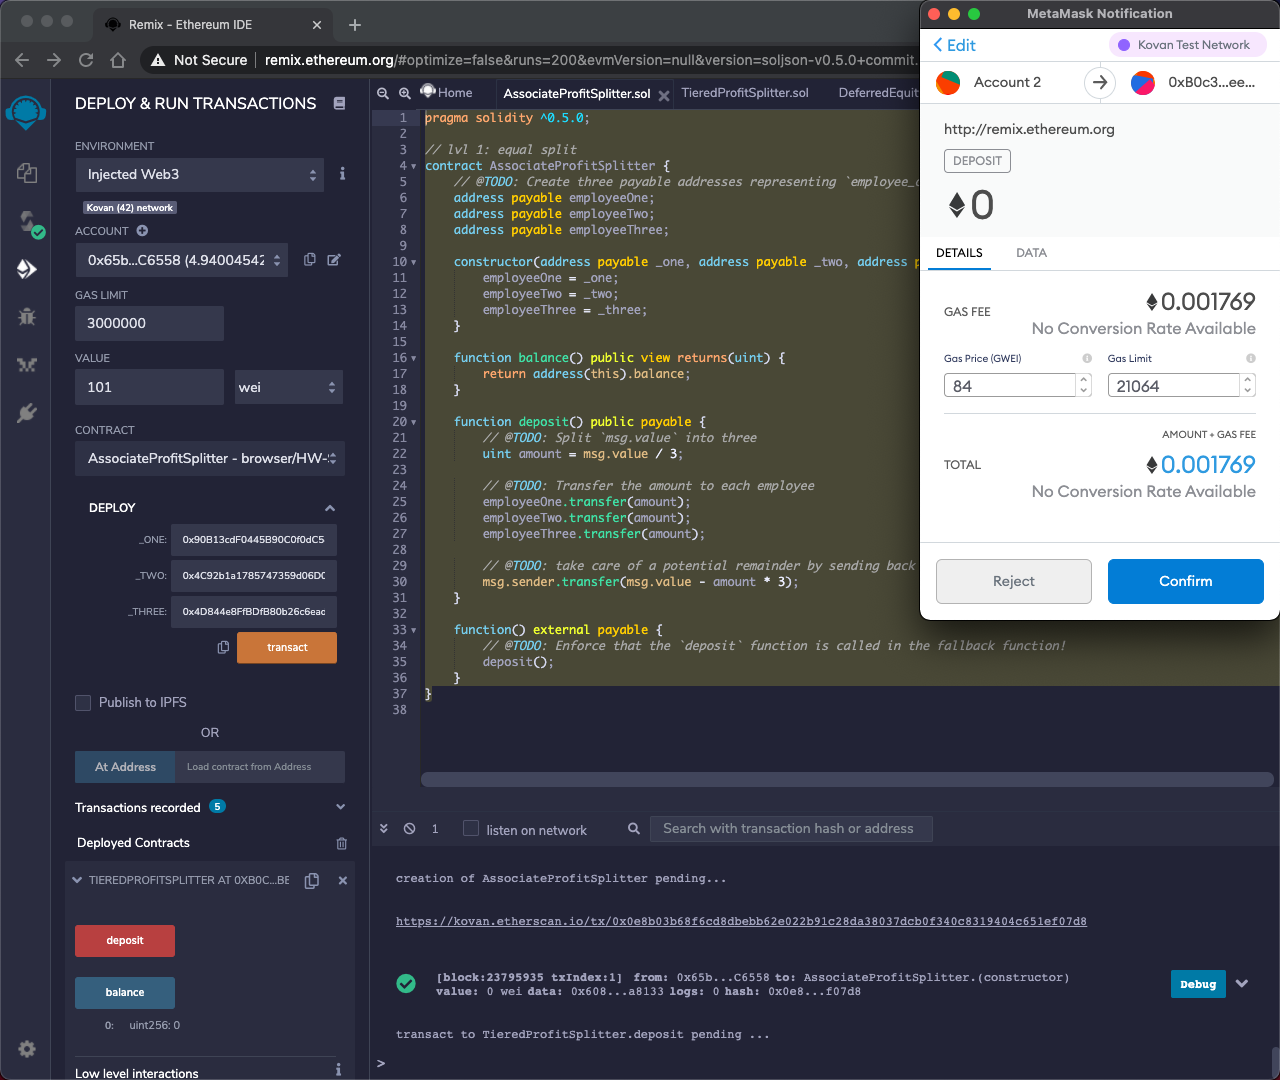 Remix - Ethereum IDE
Not Secure
remix.ethereum.org/#optimize=false&runs=200&evmVersion=null&version=soljson-v0.5.0+commit.
DEPLOY & RUN TRANSACTIONS
ENVIRONMENT
Injected Web3
Kovan (42) network
ACCOUNT
0x65b...C6558 (4.94004542
GAS LIMIT
3000000
VALUE
101
wei
CONTRACT
AssociateProfitSplitter - browser/HW-
DEPLOY
_ONE:
0x90B13cdF0445B90C0f0dC5
_TWO:
0x4C92b1a1785747359d06D0
_THREE:
0x4D844e8FfBDfB80b26c6eac
transact
Publish to IPFS
OR
At Address
Load contract from Address
Transactions recorded 5
Deployed Contracts
TIEREDPROFITSPLITTER AT 0XB0C...BE
deposit
balance
0: uint256: 0
Low level interactions
Home
AssociateProfitSplitter.sol
TieredProfitSplitter.sol
DeferredEquit
1 pragma solidity ^0.5.0;
2
3 // lvl 1: equal split
4 contract AssociateProfitSplitter {
5 // @TODO: Create three payable addresses representing `employee_o
6 address payable employeeOne;
7 address payable employeeTwo;
8 address payable employeeThree;
9
10 constructor(address payable _one, address payable _two, address p
11 employeeOne = _one;
12 employeeTwo = _two;
13 employeeThree = _three;
14 }
15
16 function balance() public view returns(uint) {
17 return address(this).balance;
18 }
19
20 function deposit() public payable {
21 // @TODO: Split `msg.value` into three
22 uint amount = msg.value / 3;
23
24 // @TODO: Transfer the amount to each employee
25 employeeOne.transfer(amount);
26 employeeTwo.transfer(amount);
27 employeeThree.transfer(amount);
28
29 // @TODO: take care of a potential remainder by sending back
30 msg.sender.transfer(msg.value - amount * 3);
31 }
32
33 function() external payable {
34 // @TODO: Enforce that the `deposit` function is called in the fallback function!
35 deposit();
36 }
37 }
38
1
listen on network
Search with transaction hash or address
creation of AssociateProfitSplitter pending...
https://kovan.etherscan.io/tx/0x0e8b03b68f6cd8dbebb62e022b91c28da38037dcb0f340c8319404c651ef07d8
[block:23795935 txIndex:1] from: 0x65b...C6558 to: AssociateProfitSplitter.(constructor)
value: 0 wei data: 0x608...a8133 logs: 0 hash: 0x0e8...f07d8
Debug
transact to TieredProfitSplitter.deposit pending ...
>
MetaMask Notification
Edit
Kovan Test Network
Account 2
0xB0c3...ee...
http://remix.ethereum.org
DEPOSIT
0
DETAILS
DATA
GAS FEE
0.001769
No Conversion Rate Available
Gas Price (GWEI)
Gas Limit
84
21064
AMOUNT + GAS FEE
TOTAL
0.001769
No Conversion Rate Available
Reject
Confirm